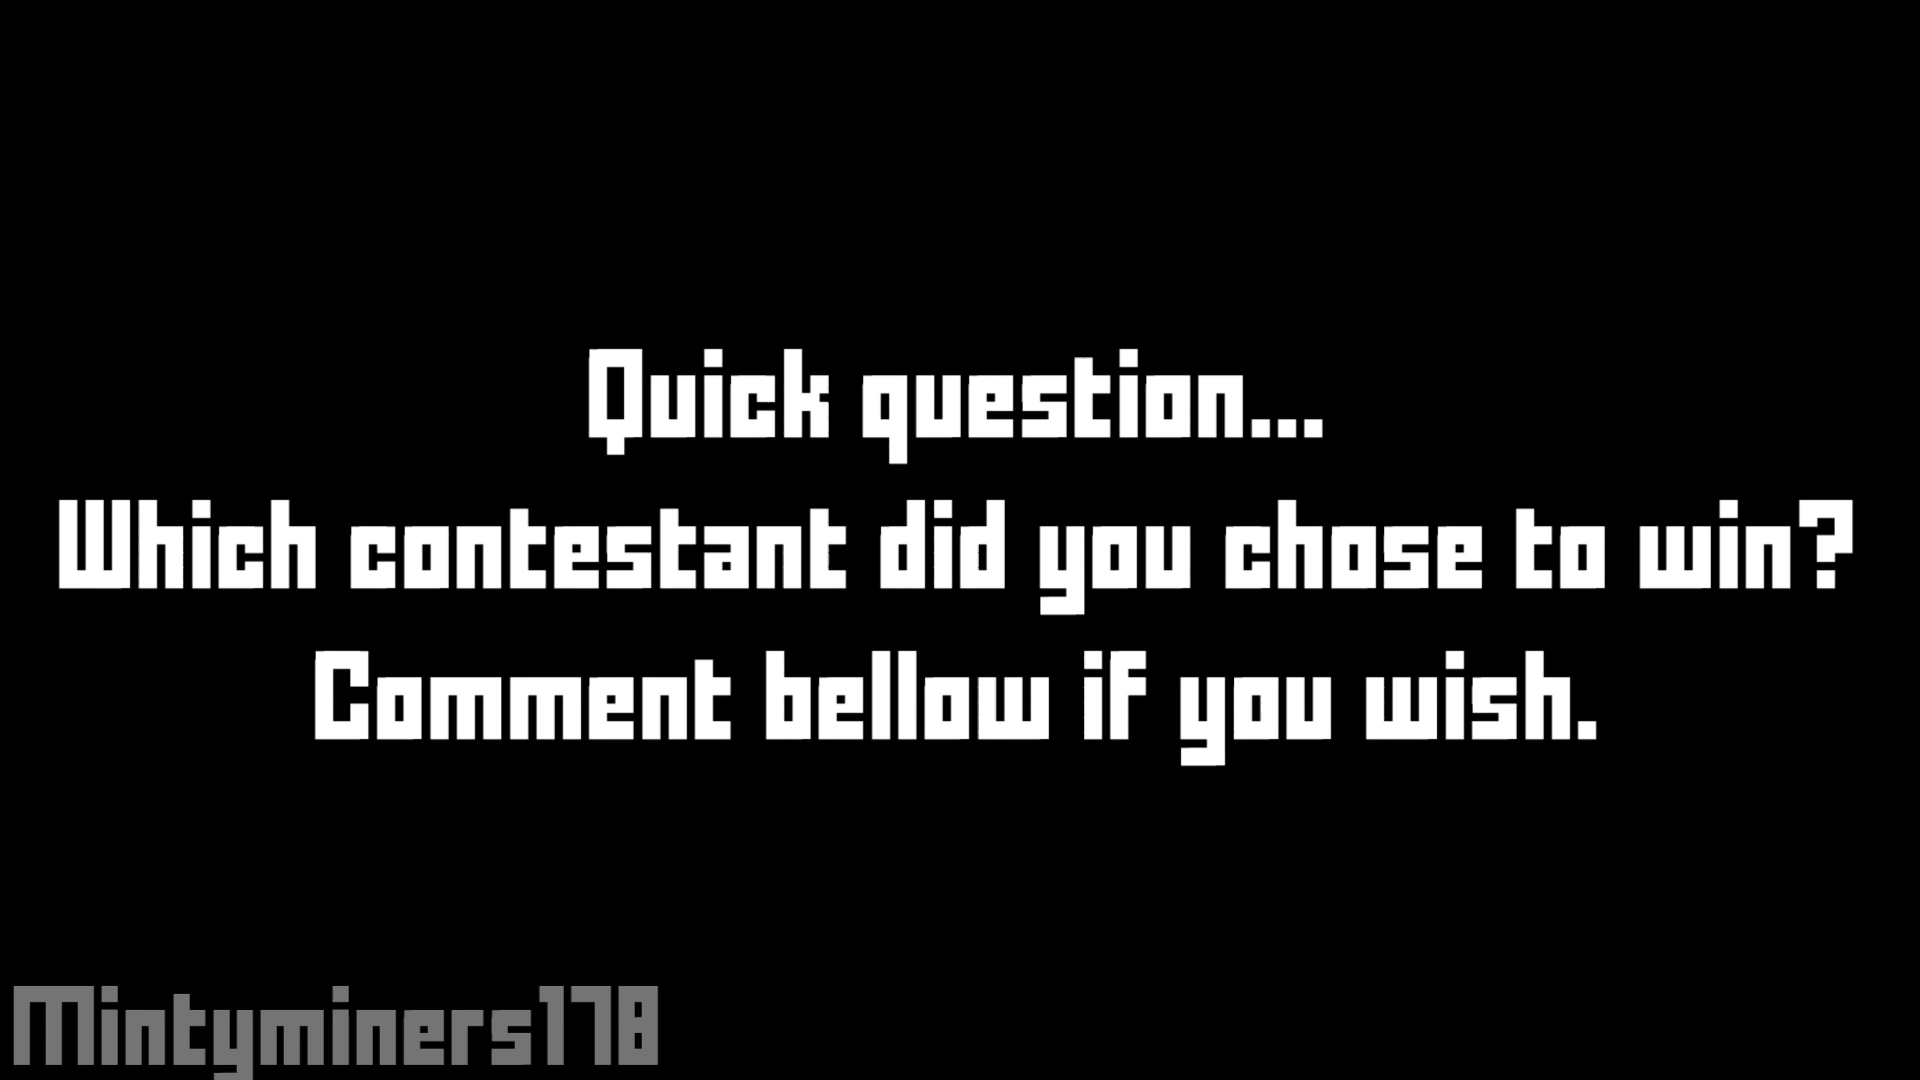 Quick question...
Which contestant did you chose to win?
Comment bellow if you wish.
Mintyminers178